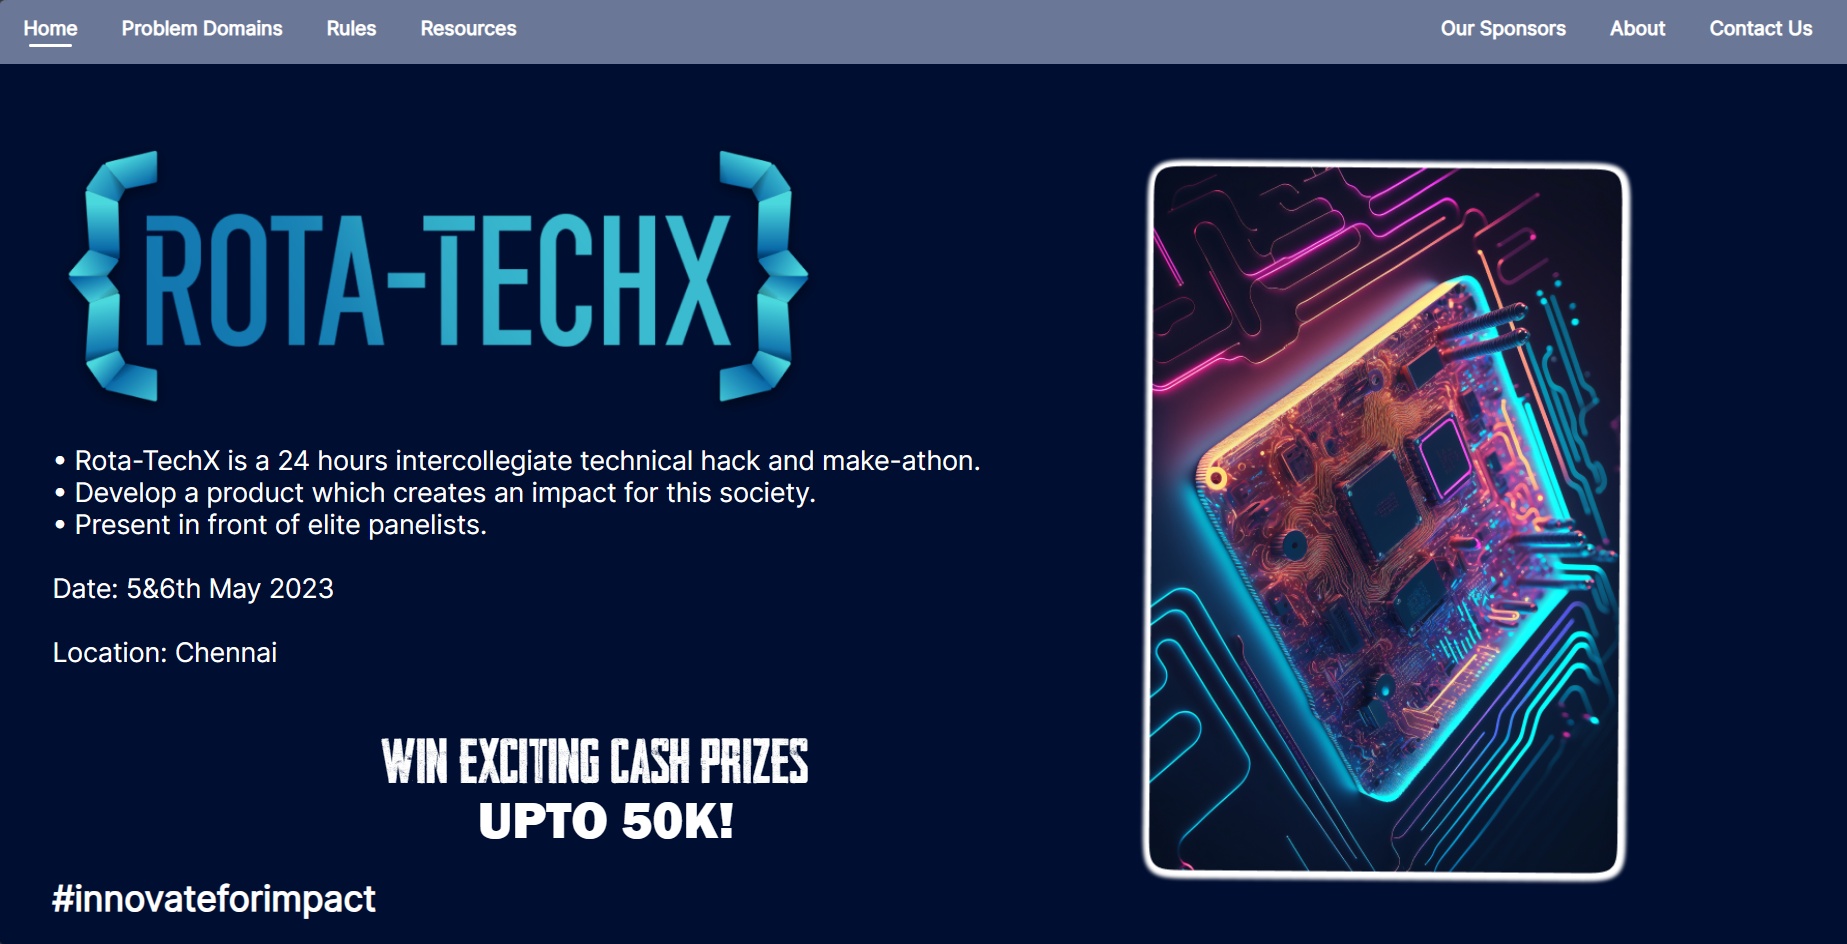 Home Problem Domains Rules Resources Our Sponsors About Contact Us
ROTA-TECHX
• Rota-TechX is a 24 hours intercollegiate technical hack and make-athon.
• Develop a product which creates an impact for this society.
• Present in front of elite panelists.
Date: 5&6th May 2023
Location: Chennai
WIN EXCITING CASH PRIZES
UPTO 50K!
#innovateforimpact